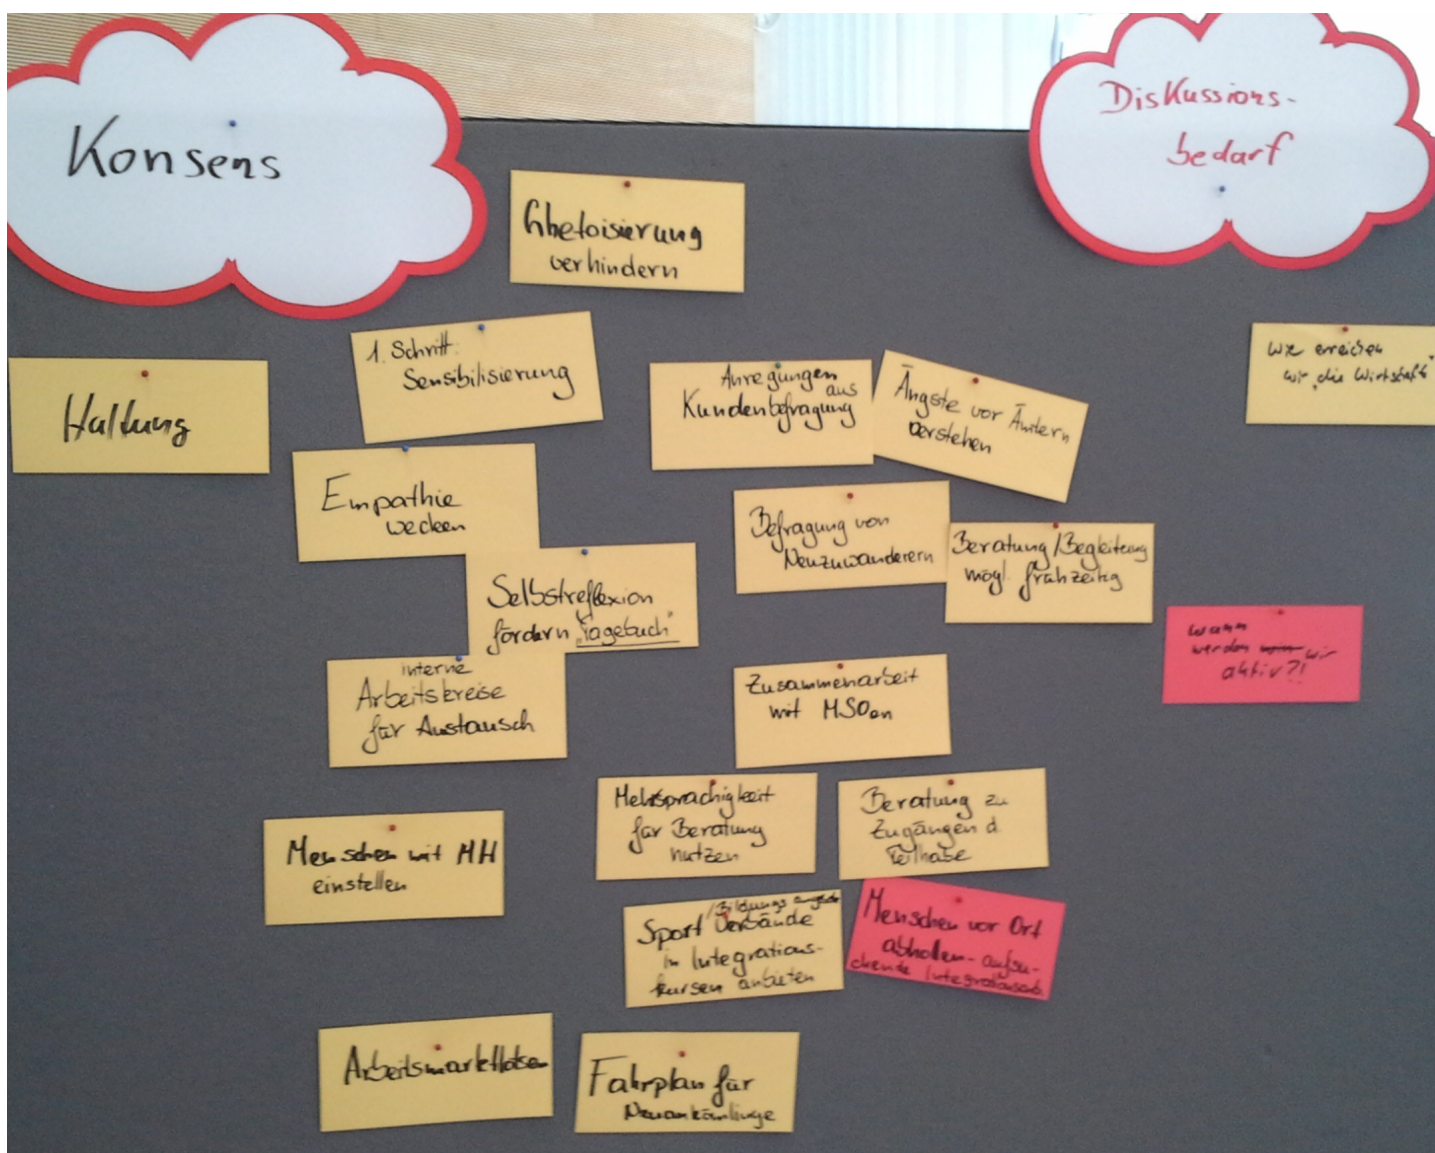 Konsens
Diskussions-
bedarf
Ghetoisierung
verhindern
1. Schritt:
Sensibilisierung
Haltung
Anregungen
aus
Kundenbefragung
Ängste vor Ämtern
verstehen
wie erreichen
wir die Wirtschaft
Empathie
wecken
Befragung von
Neuzuwanderern
Beratung/Begleitung
mögl. frühzeitig
Selbstreflexion
fördern „Tagebuch"
wann
werden wir
aktiv?!
interne
Arbeitskreise
für Austausch
Zusammenarbeit
mit MSOen
Mehrsprachigkeit
für Beratung
nutzen
Beratung zu
Zugängen d.
Teilhabe
Menschen mit MH
einstellen
/Bildungsangebote
Sport Verbände
in Integrations-
kursen anbieten
Menschen vor Ort
abhollen - aufsu-
chende Integrationsarb.
Arbeitsmarktlotsen
Fahrplan für
Neuankömlinge